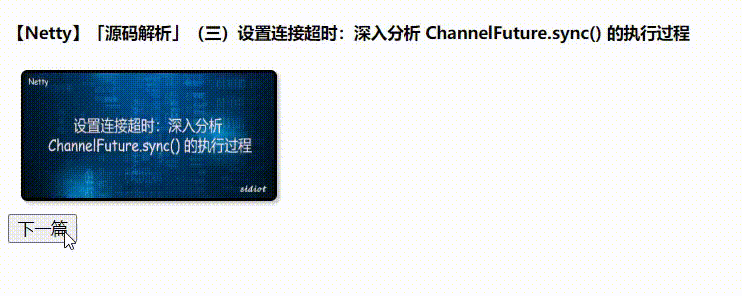 【Netty】「源码解析」（三）设置连接超时：深入分析 ChannelFuture.sync() 的执行过程
Netty
设置连接超时：深入分析
ChannelFuture.sync() 的执行过程
sidiot
下一篇